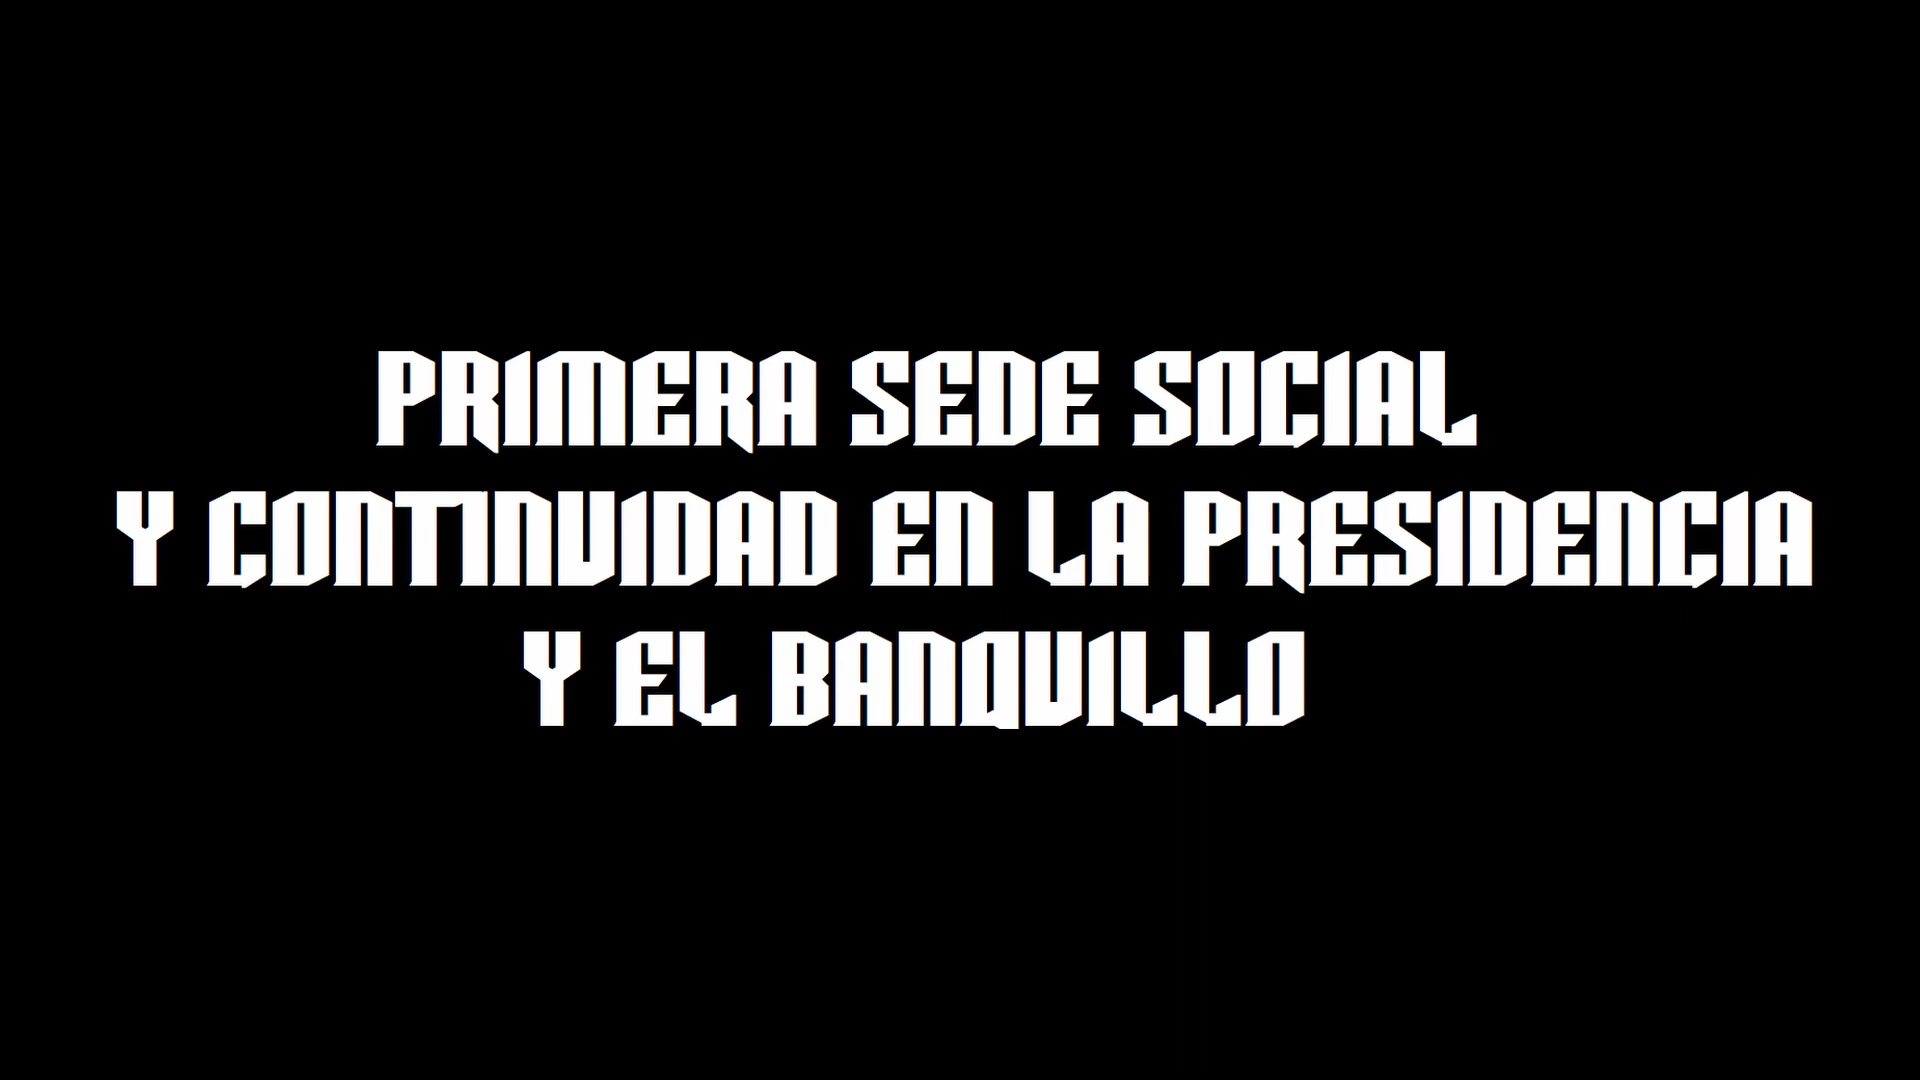 PRIMERA SEDE SOCIAL
Y CONTINUIDAD EN LA PRESIDENCIA
Y EL BANQUILLO